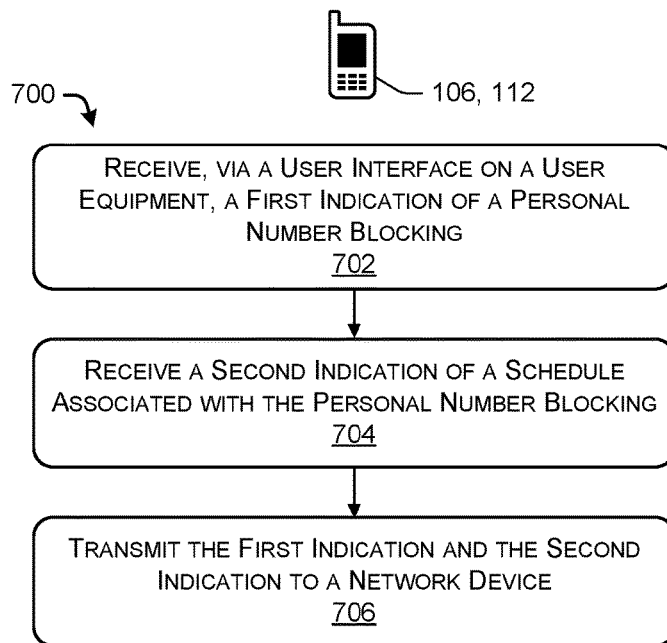 700
106, 112
RECEIVE, VIA A USER INTERFACE ON A USER
EQUIPMENT, A FIRST INDICATION OF A PERSONAL
NUMBER BLOCKING
702
RECEIVE A SECOND INDICATION OF A SCHEDULE
ASSOCIATED WITH THE PERSONAL NUMBER BLOCKING
704
TRANSMIT THE FIRST INDICATION AND THE SECOND
INDICATION TO A NETWORK DEVICE
706